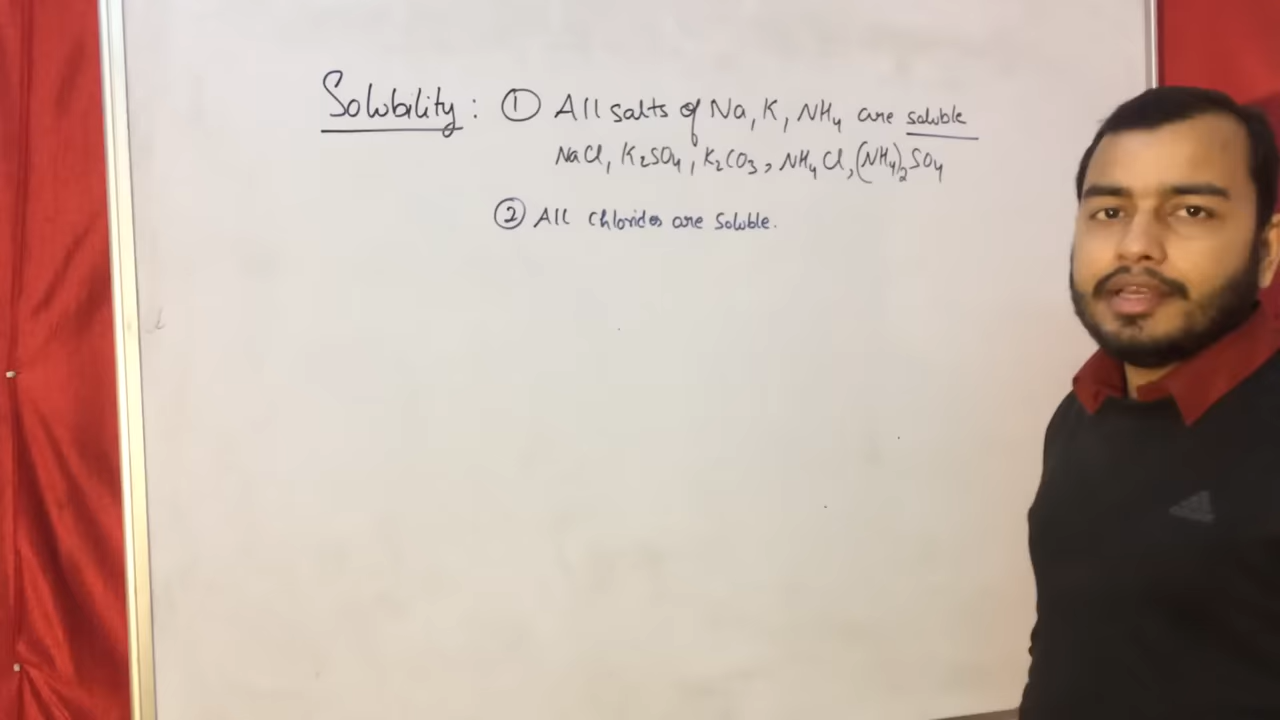 Solubility : ① All salts of Na, K, NH₄ are soluble
NaCl, K₂SO₄, K₂CO₃, NH₄Cl, (NH₄)₂SO₄
② All chlorides are soluble.